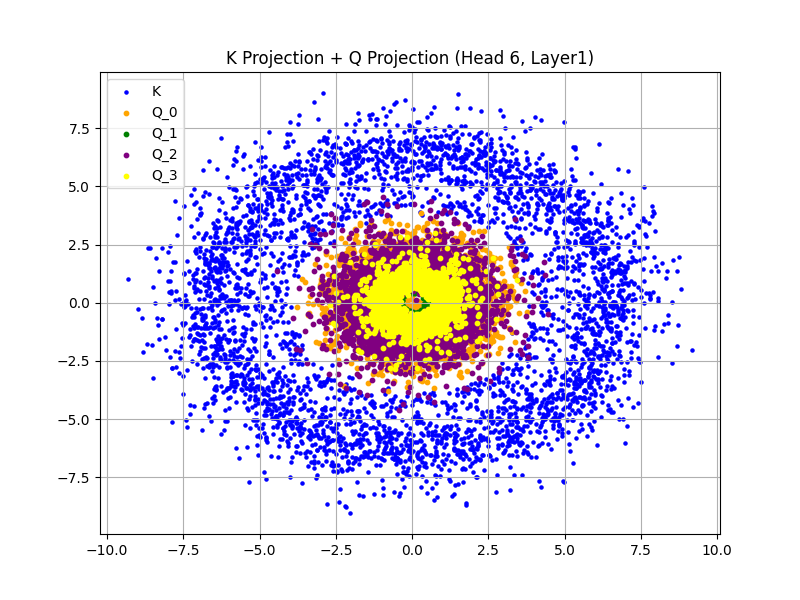 K Projection + Q Projection (Head 6, Layer1)
K
Q_0
Q_1
Q_2
Q_3
7.5
5.0
2.5
0.0
−2.5
−5.0
−7.5
−10.0 −7.5 −5.0 −2.5 0.0 2.5 5.0 7.5 10.0